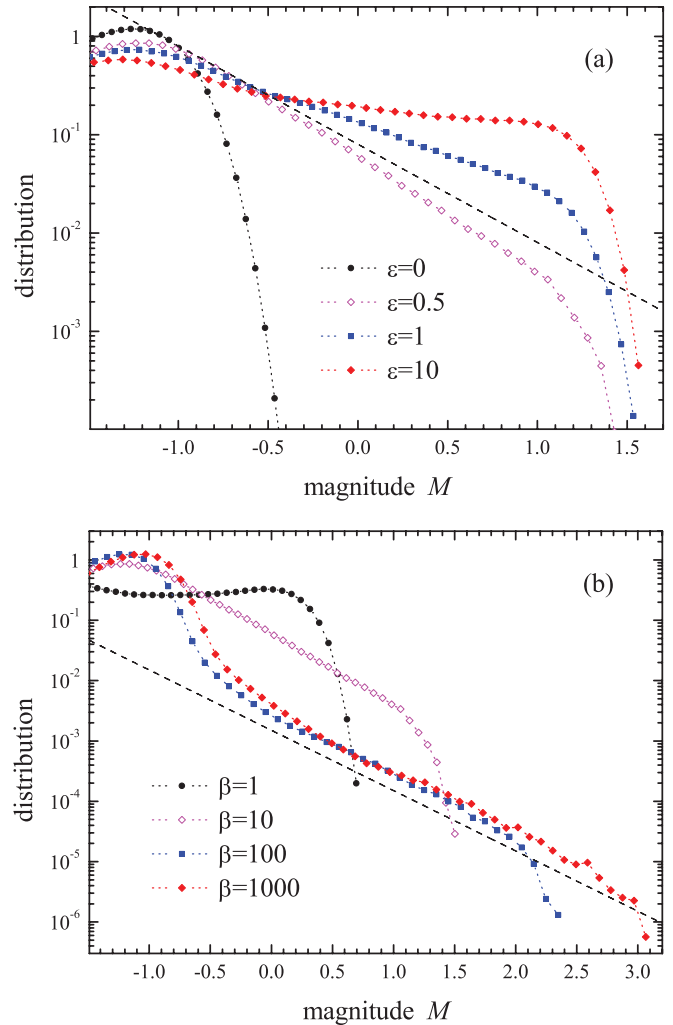 (a)
1
10⁻¹
10⁻²
10⁻³
distribution
ε=0
ε=0.5
ε=1
ε=10
-1.0 -0.5 0.0 0.5 1.0 1.5
magnitude M
(b)
1
10⁻¹
10⁻²
10⁻³
10⁻⁴
10⁻⁵
10⁻⁶
distribution
β=1
β=10
β=100
β=1000
-1.0 -0.5 0.0 0.5 1.0 1.5 2.0 2.5 3.0
magnitude M